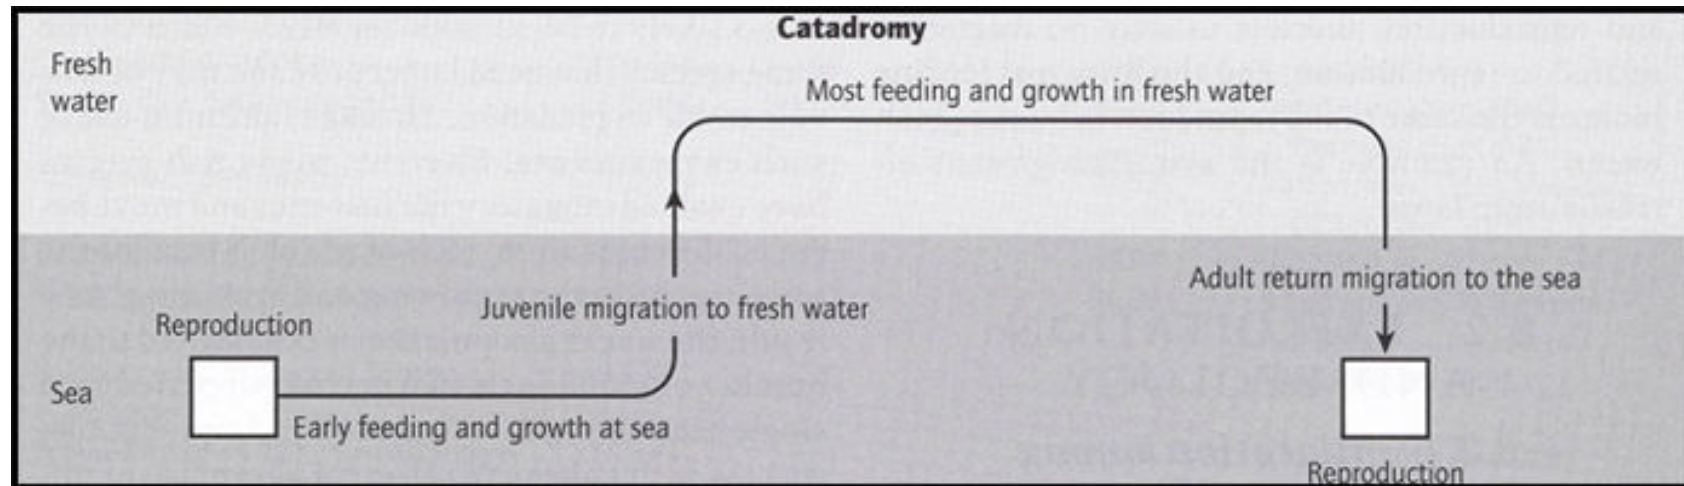 Catadromy
Fresh
water
Most feeding and growth in fresh water
Adult return migration to the sea
Juvenile migration to fresh water
Reproduction
Sea
Early feeding and growth at sea
Reproduction